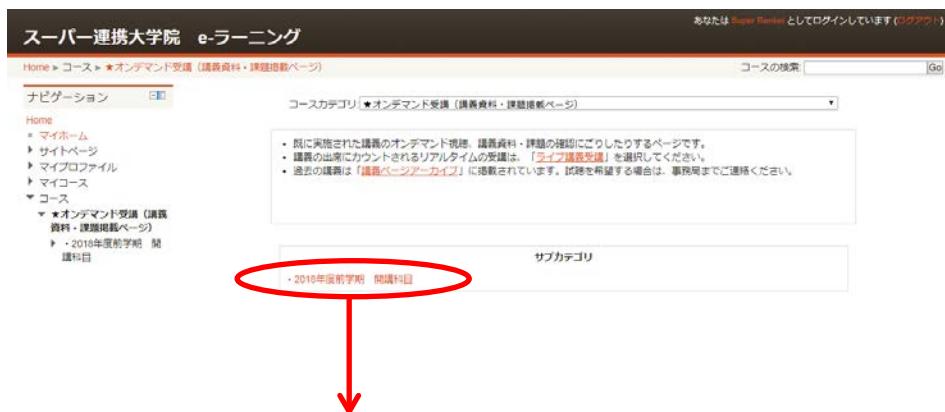 あなたは Super Renkei としてログインしています (ログアウト)
スーパー連携大学院 e-ラーニング
Home ▶ コース ▶ ★オンデマンド受講（講義資料・課題掲載ページ）
コースの検索: Go
ナビゲーション
コースカテゴリ: ★オンデマンド受講（講義資料・課題掲載ページ）
Home
マイホーム
サイトページ
マイプロファイル
マイコース
コース
★オンデマンド受講（講義
資料・課題掲載ページ）
・2018年度前学期 開
講科目
・既に実施された講義のオンデマンド視聴、講義資料・課題の確認にごりしたりするページです。
・講義の出席にカウントされるリアルタイムの受講は、「ライブ講義受講」を選択してください。
・過去の講義は「講義ページアーカイブ」に掲載されています。試聴を希望する場合は、事務局までご連絡ください。
サブカテゴリ
・2018年度前学期 開講科目